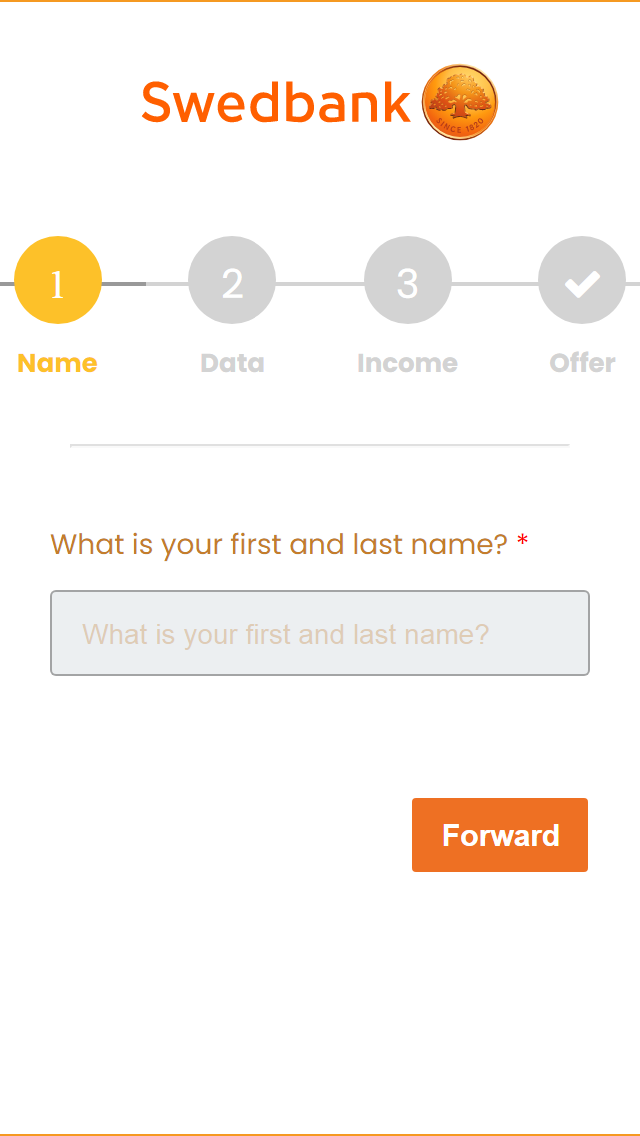 Swedbank
SINCE 1820
1
2
3
Name
Data
Income
Offer
What is your first and last name? *
What is your first and last name?
Forward